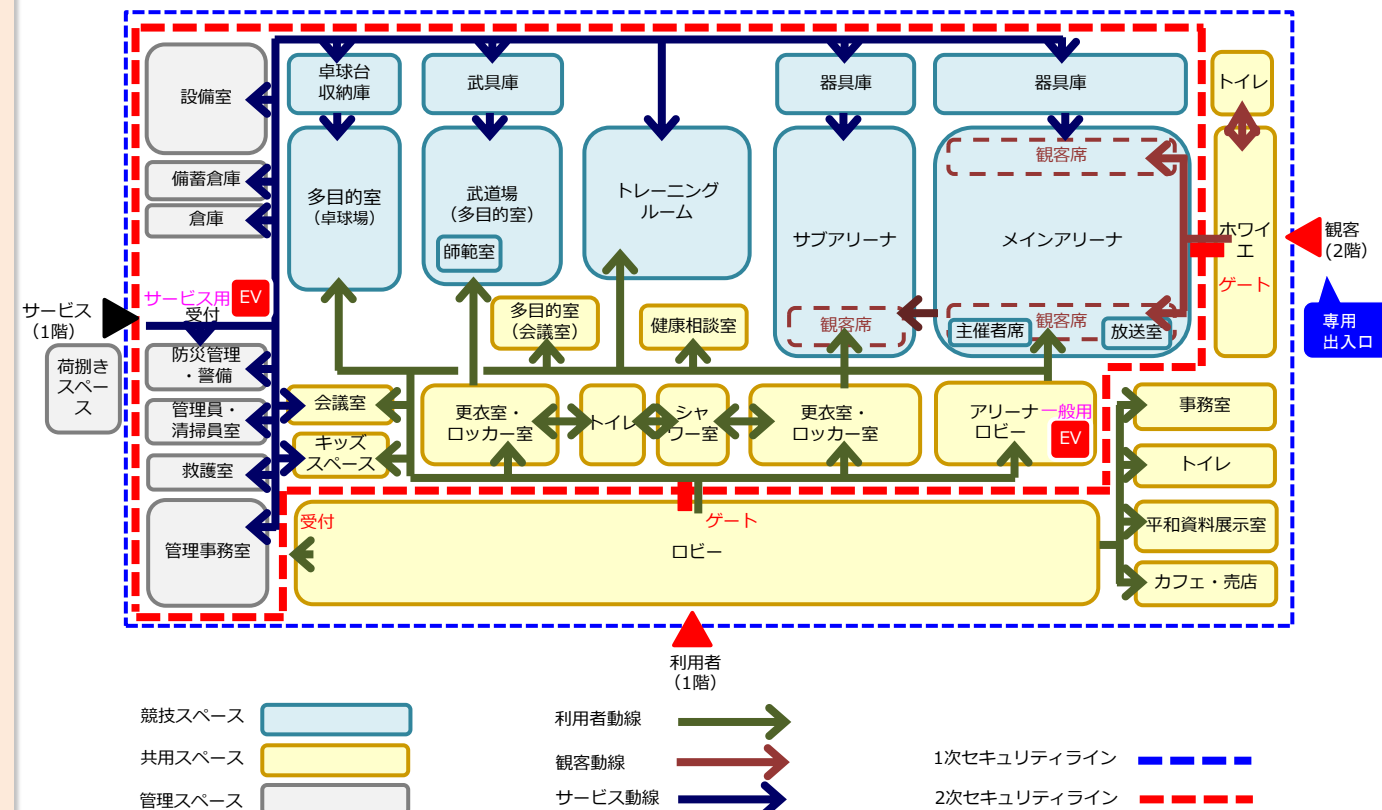 設備室
卓球台
収納庫
武具庫
器具庫
器具庫
トイレ
備蓄倉庫
倉庫
多目的室
（卓球場）
武道場
（多目的室）
師範室
トレーニング
ルーム
サブアリーナ
観客席
メインアリーナ
観客席
観客席
主催者席
放送室
ホワイ
エ
ゲート
観客
(2階)
専用
出入口
サービス
（1階）
サービス用
EV
受付
荷捌き
スペー
ス
防災管理
・警備
管理員・
清掃員室
救護室
管理事務室
多目的室
（会議室）
健康相談室
会議室
キッズ
スペース
更衣室・
ロッカー室
トイレ
シャ
ワー室
更衣室・
ロッカー室
アリーナ
ロビー
一般用
EV
事務室
トイレ
平和資料展示室
カフェ・売店
受付
ゲート
ロビー
利用者
（1階）
競技スペース
共用スペース
管理スペース
利用者動線
観客動線
サービス動線
1次セキュリティライン
2次セキュリティライン